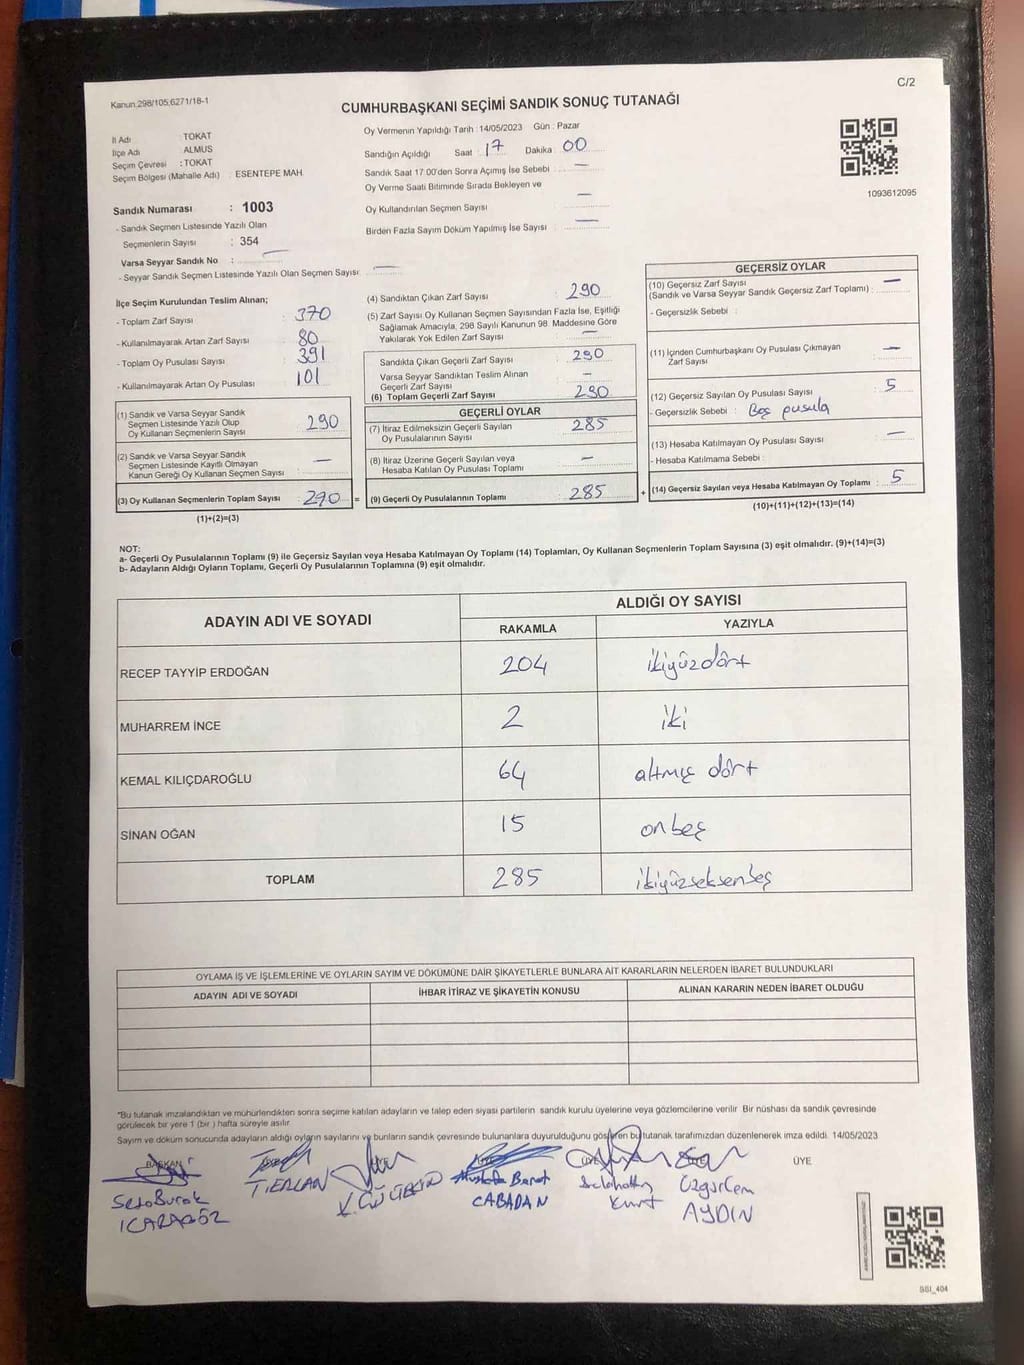 C/2
Kanun.298/105;6271/18-1
CUMHURBAŞKANI SEÇİMİ SANDIK SONUÇ TUTANAĞI
İl Adı : TOKAT
İlçe Adı : ALMUS
Seçim Çevresi : TOKAT
Seçim Bölgesi (Mahalle Adı) : ESENTEPE MAH.
Sandık Numarası : 1003
- Sandık Seçmen Listesinde Yazılı Olan
Seçmenlerin Sayısı : 354
Varsa Seyyar Sandık No : —
- Seyyar Sandık Seçmen Listesinde Yazılı Olan Seçmen Sayısı: —
Oy Vermenin Yapıldığı Tarih : 14/05/2023 Gün : Pazar
Sandığın Açıldığı Saat : 17 Dakika : 00
Sandık Saat 17:00'den Sonra Açımış İse Sebebi : —
Oy Verme Saati Bitiminde Sırada Bekleyen ve
Oy Kullandırılan Seçmen Sayısı : —
Birden Fazla Sayım Döküm Yapılmış İse Sayısı : —
1093612095
İlçe Seçim Kurulundan Teslim Alınan;
- Toplam Zarf Sayısı : 370
- Kullanılmayarak Artan Zarf Sayısı : 80
- Toplam Oy Pusulası Sayısı : 391
- Kullanılmayarak Artan Oy Pusulası : 101
(1) Sandık ve Varsa Seyyar Sandık
Seçmen Listesinde Yazılı Olup
Oy Kullanan Seçmenlerin Sayısı : 290
(2) Sandık ve Varsa Seyyar Sandık
Seçmen Listesinde Kayıtlı Olmayan
Kanun Gereği Oy Kullanan Seçmen Sayısı : —
(3) Oy Kullanan Seçmenlerin Toplam Sayısı : 290 =
(1)+(2)=(3)
(4) Sandıktan Çıkan Zarf Sayısı : 290
(5) Zarf Sayısı Oy Kullanan Seçmen Sayısından Fazla İse, Eşitliği
Sağlamak Amacıyla, 298 Sayılı Kanunun 98. Maddesine Göre
Yakılarak Yok Edilen Zarf Sayısı : —
Sandıkta Çıkan Geçerli Zarf Sayısı : 290
Varsa Seyyar Sandıktan Teslim Alınan
Geçerli Zarf Sayısı : —
(6) Toplam Geçerli Zarf Sayısı : 290
GEÇERLİ OYLAR
(7) İtiraz Edilmeksizin Geçerli Sayılan
Oy Pusulalarının Sayısı : 285
(8) İtiraz Üzerine Geçerli Sayılan veya
Hesaba Katılan Oy Pusulası Toplamı : —
(9) Geçerli Oy Pusulalarının Toplamı : 285 +
GEÇERSİZ OYLAR
(10) Geçersiz Zarf Sayısı
(Sandık ve Varsa Seyyar Sandık Geçersiz Zarf Toplamı) : —
- Geçersizlik Sebebi :
(11) İçinden Cumhurbaşkanı Oy Pusulası Çıkmayan
Zarf Sayısı : —
(12) Geçersiz Sayılan Oy Pusulası Sayısı : 5
- Geçersizlik Sebebi : Boş pusula
(13) Hesaba Katılmayan Oy Pusulası Sayısı : —
- Hesaba Katılmama Sebebi :
(14) Geçersiz Sayılan veya Hesaba Katılmayan Oy Toplamı : 5
(10)+(11)+(12)+(13)=(14)
NOT:
a- Geçerli Oy Pusulalarının Toplamı (9) ile Geçersiz Sayılan veya Hesaba Katılmayan Oy Toplamı (14) Toplamları, Oy Kullanan Seçmenlerin Toplam Sayısına (3) eşit olmalıdır. (9)+(14)=(3)
b- Adayların Aldığı Oyların Toplamı, Geçerli Oy Pusulalarının Toplamına (9) eşit olmalıdır.
ADAYIN ADI VE SOYADI
ALDIĞI OY SAYISI
RAKAMLA YAZIYLA
RECEP TAYYİP ERDOĞAN 204 ikiyüzdört
MUHARREM İNCE 2 iki
KEMAL KILIÇDAROĞLU 64 altmış dört
SİNAN OĞAN 15 onbeş
TOPLAM 285 ikiyüzseksenbeş
OYLAMA İŞ VE İŞLEMLERİNE VE OYLARIN SAYIM VE DÖKÜMÜNE DAİR ŞİKAYETLERLE BUNLARA AİT KARARLARIN NELERDEN İBARET BULUNDUKLARI
ADAYIN ADI VE SOYADI İHBAR İTİRAZ VE ŞİKAYETİN KONUSU ALINAN KARARIN NEDEN İBARET OLDUĞU
*Bu tutanak imzalandıktan ve mühürlendikten sonra seçime katılan adayların ve talep eden siyasi partilerin sandık kurulu üyelerine veya gözlemcilerine verilir. Bir nüshası da sandık çevresinde
görülecek bir yere 1 (bir ) hafta süreyle asılır.
Sayım ve döküm sonucunda adayların aldığı oyların sayılarını ve bunların sandık çevresinde bulunanlara duyurulduğunu gösteren bu tutanak tarafımızdan düzenlenerek imza edildi. 14/05/2023
BAŞKAN ÜYE ÜYE ÜYE ÜYE ÜYE
T.ERCAN
CABADAN
Kurt
AYDIN
SSI_404